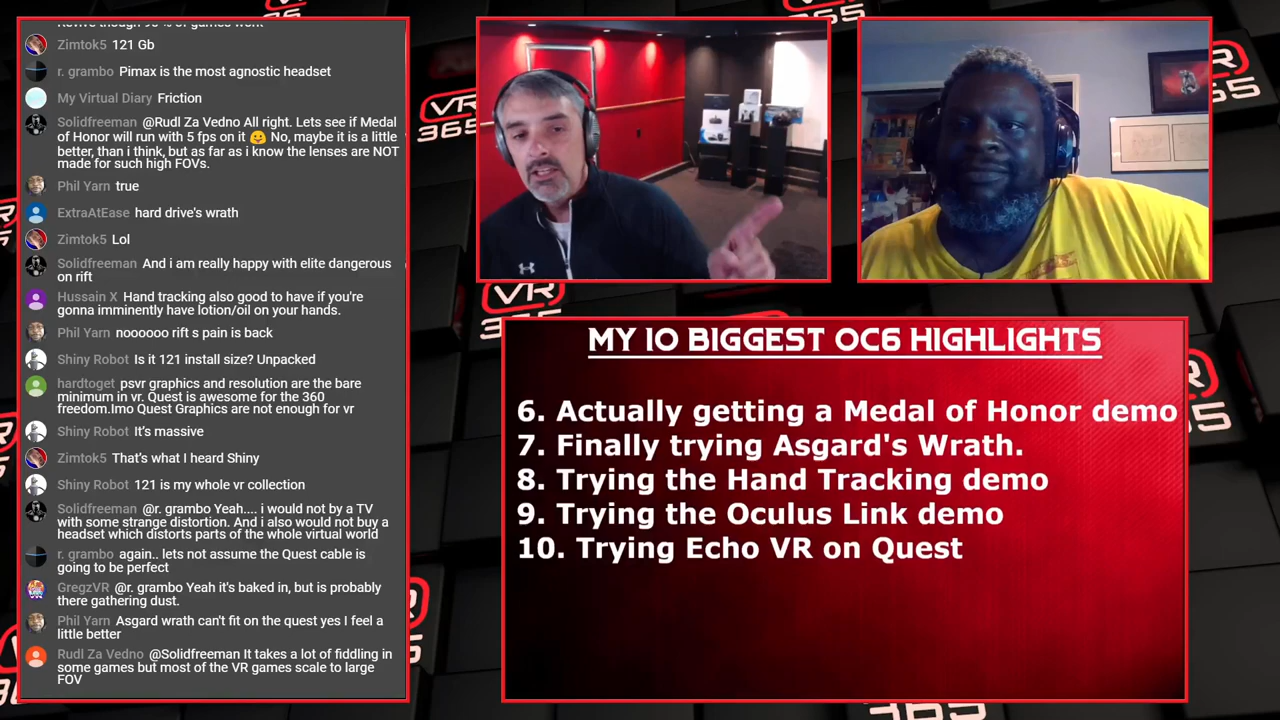 Revive though 98 % of games work
Zimtok5 121 Gb
r. grambo Pimax is the most agnostic headset
My Virtual Diary Friction
Solidfreeman @Rudl Za Vedno All right. Lets see if Medal
of Honor will run with 5 fps on it 🤗 No, maybe it is a little
better, than i think, but as far as i know the lenses are NOT
made for such high FOVs.
Phil Yarn true
ExtraAtEase hard drive's wrath
Zimtok5 Lol
Solidfreeman And i am really happy with elite dangerous
on rift
Hussain X Hand tracking also good to have if you're
gonna imminently have lotion/oil on your hands.
Phil Yarn nooooooo rift s pain is back
Shiny Robot Is it 121 install size? Unpacked
hardtoget psvr graphics and resolution are the bare
minimum in vr. Quest is awesome for the 360
freedom.Imo Quest Graphics are not enough for vr
Shiny Robot It's massive
Zimtok5 That's what I heard Shiny
Shiny Robot 121 is my whole vr collection
Solidfreeman @r. grambo Yeah.... i would not by a TV
with some strange distortion. And i also would not buy a
headset which distorts parts of the whole virtual world
r. grambo again.. lets not assume the Quest cable is
going to be perfect
GregzVR @r. grambo Yeah it's baked in, but is probably
there gathering dust.
Phil Yarn Asgard wrath can't fit on the quest yes I feel a
little better
Rudl Za Vedno @Solidfreeman It takes a lot of fiddling in
some games but most of the VR games scale to large
FOV
VR
365
MY 10 BIGGEST OC6 HIGHLIGHTS
6. Actually getting a Medal of Honor demo
7. Finally trying Asgard's Wrath.
8. Trying the Hand Tracking demo
9. Trying the Oculus Link demo
10. Trying Echo VR on Quest